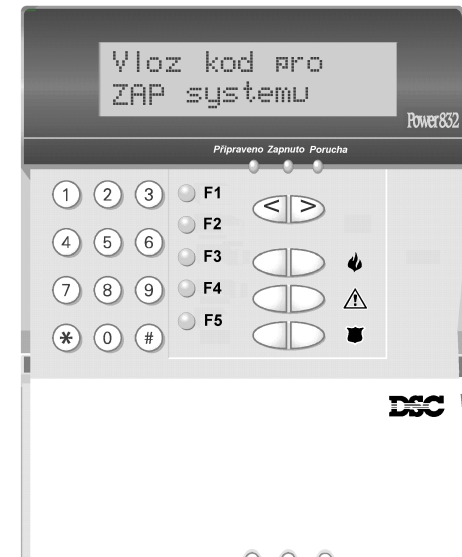 Vloz kod pro
ZAP systemu
Power832
Připraveno Zapnuto Porucha
1 2 3 F1 < >
F2
4 5 6
F3
7 8 9 F4
F5
* 0 #
DSC